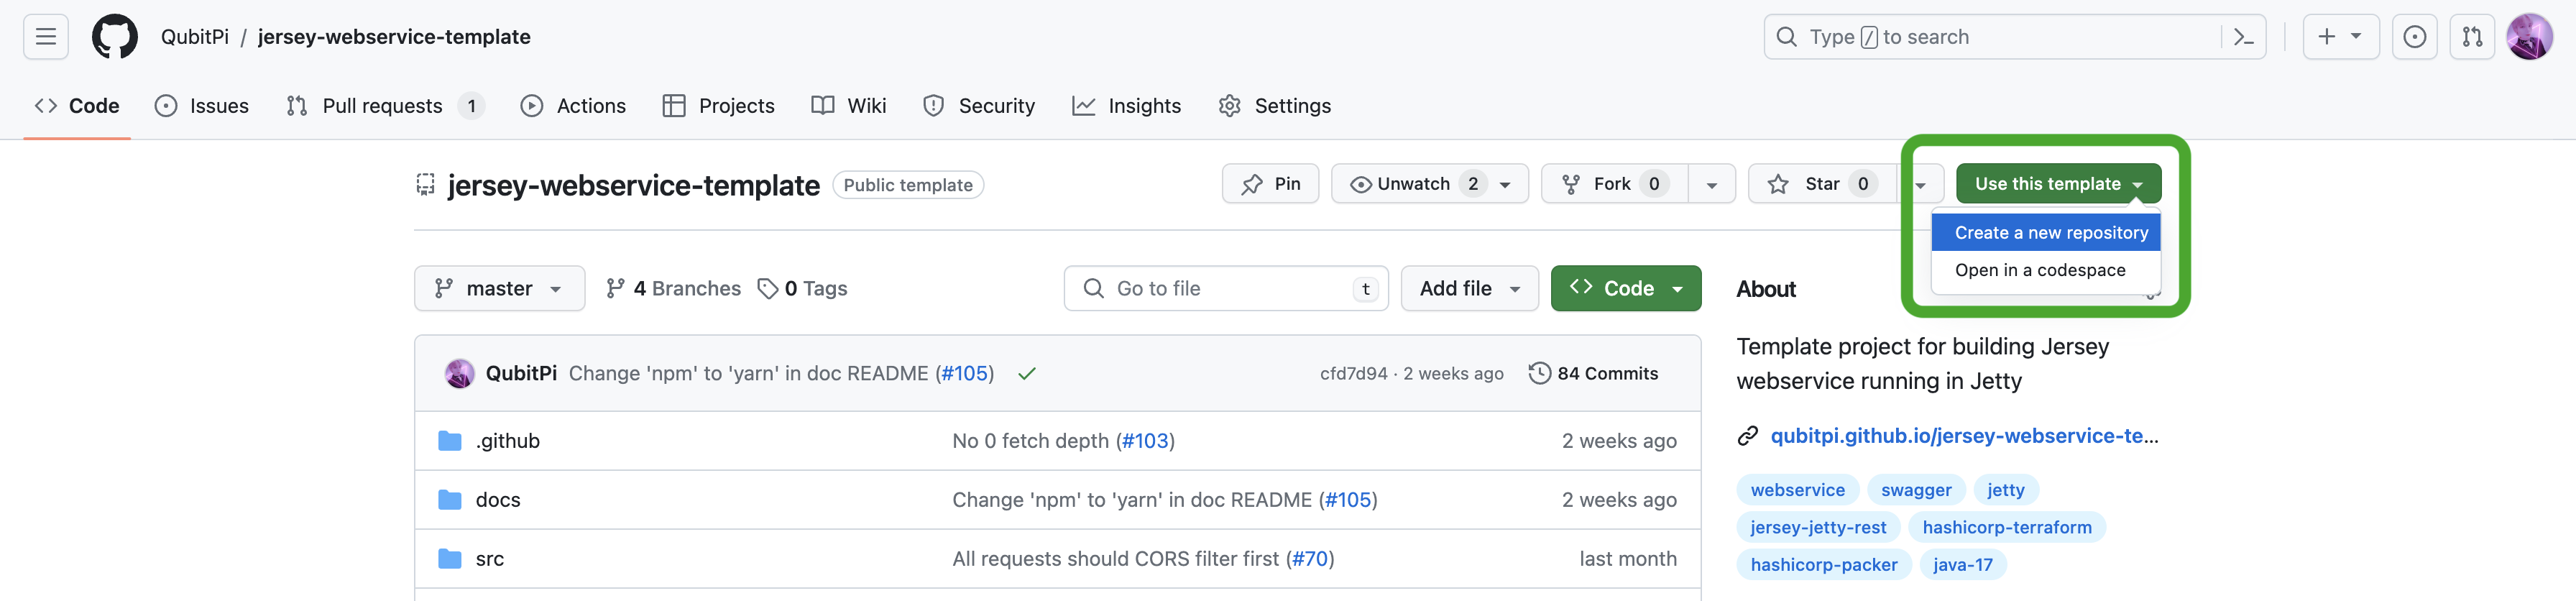 QubitPi / jersey-webservice-template
Type / to search
Code Issues Pull requests 1 Actions Projects Wiki Security Insights Settings
jersey-webservice-template Public template Pin Unwatch 2 Fork 0 Star 0 Use this template
Create a new repository
Open in a codespace
master 4 Branches 0 Tags Go to file t Add file Code
QubitPi Change 'npm' to 'yarn' in doc README (#105) cfd7d94 · 2 weeks ago 84 Commits
.github No 0 fetch depth (#103) 2 weeks ago
docs Change 'npm' to 'yarn' in doc README (#105) 2 weeks ago
src All requests should CORS filter first (#70) last month
About
Template project for building Jersey
webservice running in Jetty
qubitpi.github.io/jersey-webservice-te...
webservice swagger jetty
jersey-jetty-rest hashicorp-terraform
hashicorp-packer java-17